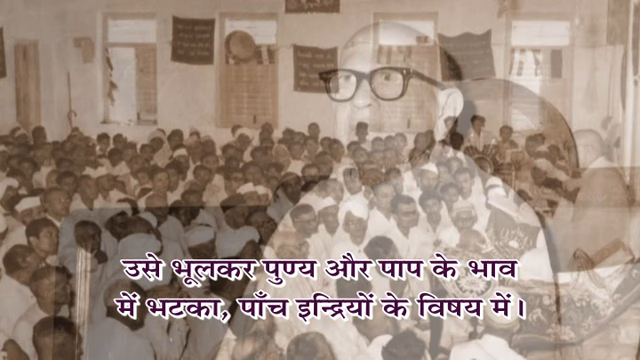 उसे भूलकर पुण्य और पाप के भाव
में भटका, पाँच इन्द्रियों के विषय में।